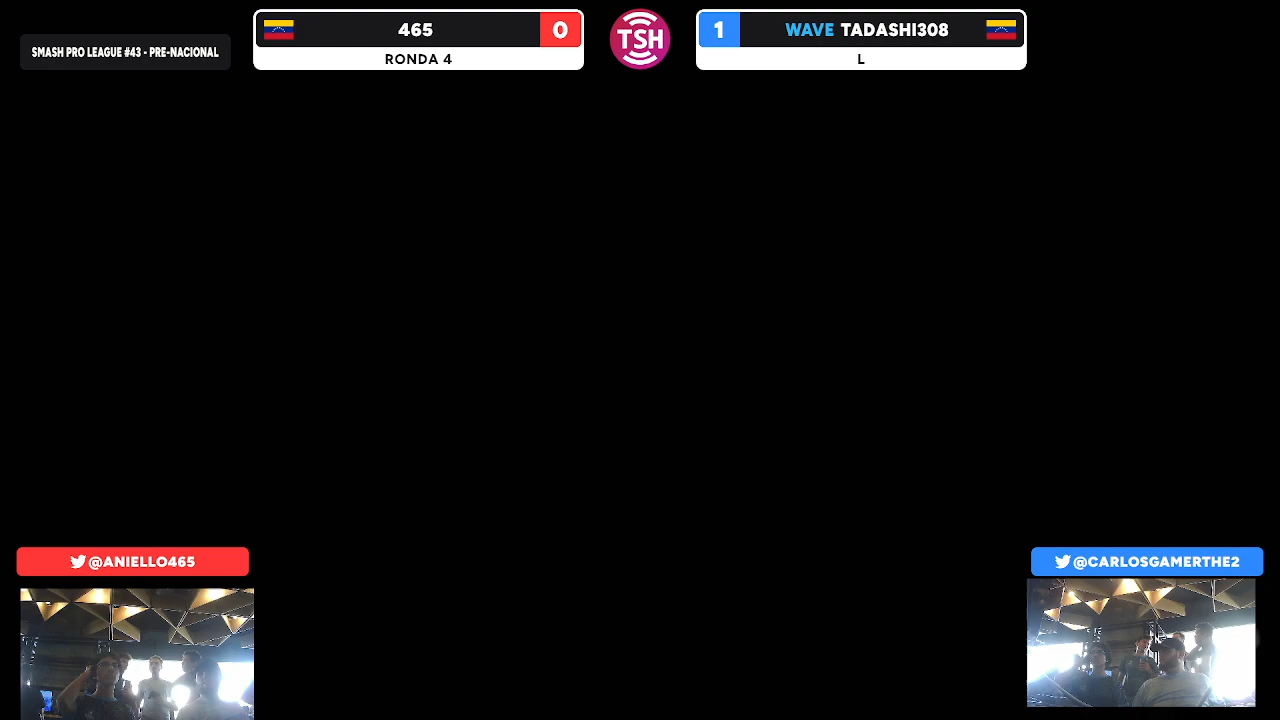 SMASH PRO LEAGUE #43 - PRE-NACIONAL
465 0
RONDA 4
TSH
1 WAVE TADASHI308
L
@ANIELLO465
@CARLOSGAMERTHE2